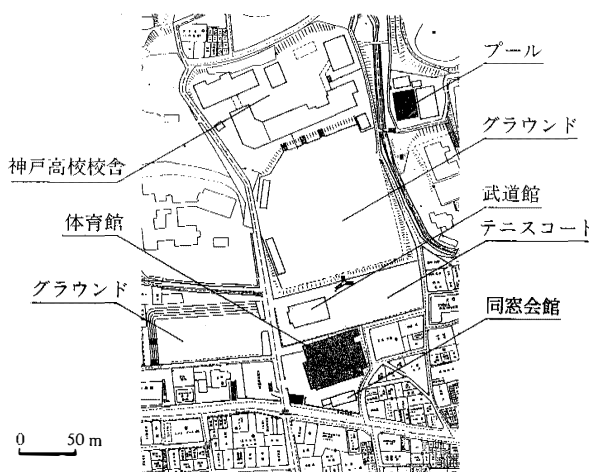 プール
グラウンド
神戸高校校舎
武道館
体育館
テニスコート
グラウンド
同窓会館
0 50 m